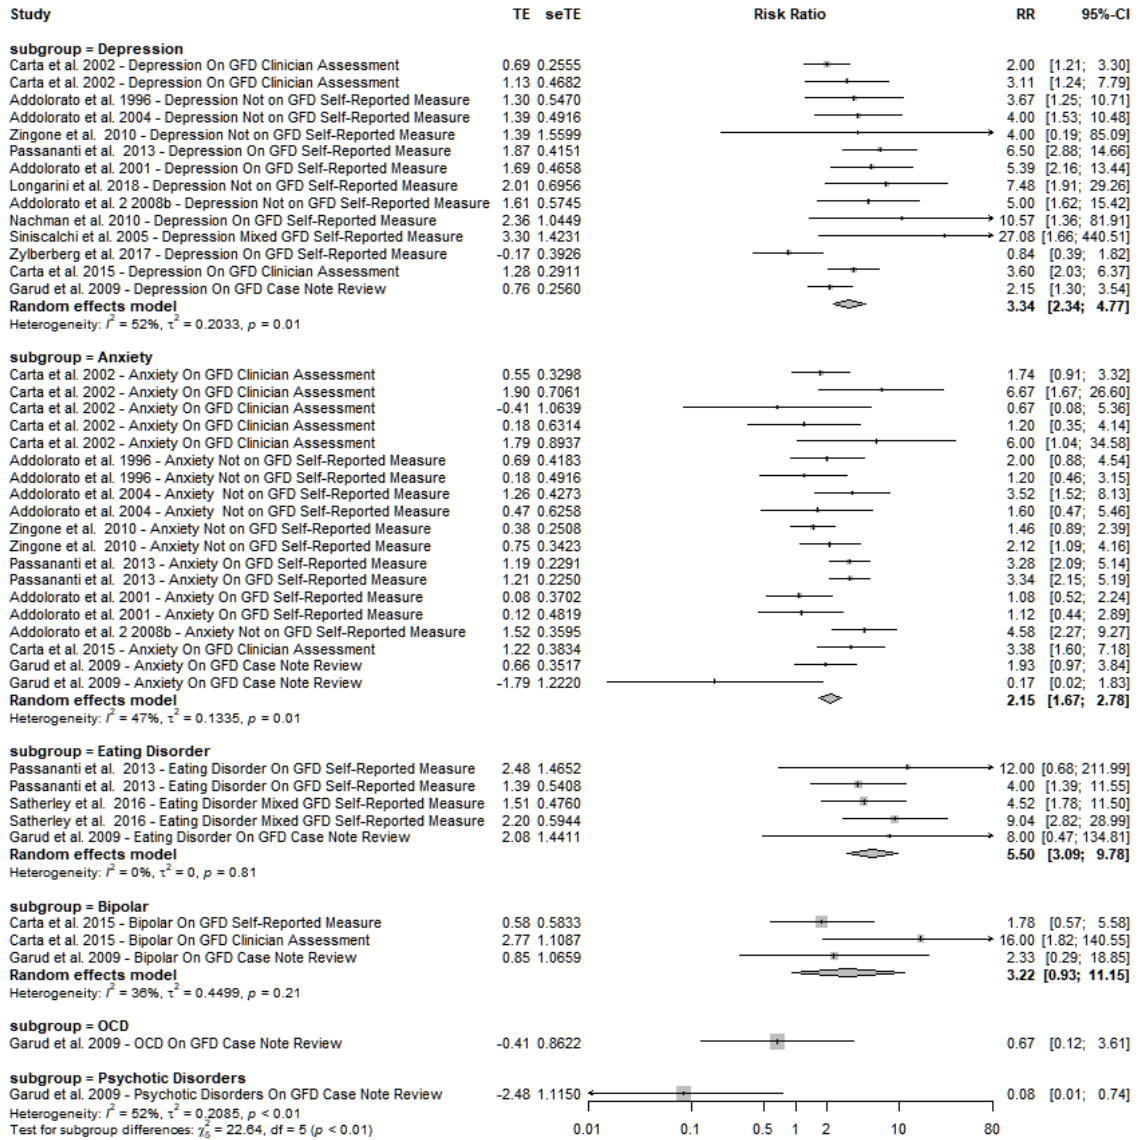 Study TE seTE Risk Ratio RR 95%-CI
subgroup = Depression
Carta et al. 2002 - Depression On GFD Clinician Assessment 0.69 0.2555 2.00 [1.21; 3.30]
Carta et al. 2002 - Depression On GFD Clinician Assessment 1.13 0.4682 3.11 [1.24; 7.79]
Addolorato et al. 1996 - Depression Not on GFD Self-Reported Measure 1.30 0.5470 3.67 [1.25; 10.71]
Addolorato et al. 2004 - Depression Not on GFD Self-Reported Measure 1.39 0.4916 4.00 [1.53; 10.48]
Zingone et al. 2010 - Depression Not on GFD Self-Reported Measure 1.39 1.5599 4.00 [0.19; 85.09]
Passananti et al. 2013 - Depression On GFD Self-Reported Measure 1.87 0.4151 6.50 [2.88; 14.66]
Addolorato et al. 2001 - Depression On GFD Self-Reported Measure 1.69 0.4658 5.39 [2.16; 13.44]
Longarini et al. 2018 - Depression Not on GFD Self-Reported Measure 2.01 0.6956 7.48 [1.91; 29.26]
Addolorato et al. 2 2008b - Depression Not on GFD Self-Reported Measure 1.61 0.5745 5.00 [1.62; 15.42]
Nachman et al. 2010 - Depression On GFD Self-Reported Measure 2.36 1.0449 10.57 [1.36; 81.91]
Siniscalchi et al. 2005 - Depression Mixed GFD Self-Reported Measure 3.30 1.4231 27.08 [1.66; 440.51]
Zylberberg et al. 2017 - Depression On GFD Self-Reported Measure -0.17 0.3926 0.84 [0.39; 1.82]
Carta et al. 2015 - Depression On GFD Clinician Assessment 1.28 0.2911 3.60 [2.03; 6.37]
Garud et al. 2009 - Depression On GFD Case Note Review 0.76 0.2560 2.15 [1.30; 3.54]
Random effects model 3.34 [2.34; 4.77]
Heterogeneity: I² = 52%, τ² = 0.2033, p = 0.01
subgroup = Anxiety
Carta et al. 2002 - Anxiety On GFD Clinician Assessment 0.55 0.3298 1.74 [0.91; 3.32]
Carta et al. 2002 - Anxiety On GFD Clinician Assessment 1.90 0.7061 6.67 [1.67; 26.60]
Carta et al. 2002 - Anxiety On GFD Clinician Assessment -0.41 1.0639 0.67 [0.08; 5.36]
Carta et al. 2002 - Anxiety On GFD Clinician Assessment 0.18 0.6314 1.20 [0.35; 4.14]
Carta et al. 2002 - Anxiety On GFD Clinician Assessment 1.79 0.8937 6.00 [1.04; 34.58]
Addolorato et al. 1996 - Anxiety Not on GFD Self-Reported Measure 0.69 0.4183 2.00 [0.88; 4.54]
Addolorato et al. 1996 - Anxiety Not on GFD Self-Reported Measure 0.18 0.4916 1.20 [0.46; 3.15]
Addolorato et al. 2004 - Anxiety Not on GFD Self-Reported Measure 1.26 0.4273 3.52 [1.52; 8.13]
Addolorato et al. 2004 - Anxiety Not on GFD Self-Reported Measure 0.47 0.6258 1.60 [0.47; 5.46]
Zingone et al. 2010 - Anxiety Not on GFD Self-Reported Measure 0.38 0.2508 1.46 [0.89; 2.39]
Zingone et al. 2010 - Anxiety Not on GFD Self-Reported Measure 0.75 0.3423 2.12 [1.09; 4.16]
Passananti et al. 2013 - Anxiety On GFD Self-Reported Measure 1.19 0.2291 3.28 [2.09; 5.14]
Passananti et al. 2013 - Anxiety On GFD Self-Reported Measure 1.21 0.2250 3.34 [2.15; 5.19]
Addolorato et al. 2001 - Anxiety On GFD Self-Reported Measure 0.08 0.3702 1.08 [0.52; 2.24]
Addolorato et al. 2001 - Anxiety On GFD Self-Reported Measure 0.12 0.4819 1.12 [0.44; 2.89]
Addolorato et al. 2 2008b - Anxiety Not on GFD Self-Reported Measure 1.52 0.3595 4.58 [2.27; 9.27]
Carta et al. 2015 - Anxiety On GFD Clinician Assessment 1.22 0.3834 3.38 [1.60; 7.18]
Garud et al. 2009 - Anxiety On GFD Case Note Review 0.66 0.3517 1.93 [0.97; 3.84]
Garud et al. 2009 - Anxiety On GFD Case Note Review -1.79 1.2220 0.17 [0.02; 1.83]
Random effects model 2.15 [1.67; 2.78]
Heterogeneity: I² = 47%, τ² = 0.1335, p = 0.01
subgroup = Eating Disorder
Passananti et al. 2013 - Eating Disorder On GFD Self-Reported Measure 2.48 1.4652 12.00 [0.68; 211.99]
Passananti et al. 2013 - Eating Disorder On GFD Self-Reported Measure 1.39 0.5408 4.00 [1.39; 11.55]
Satherley et al. 2016 - Eating Disorder Mixed GFD Self-Reported Measure 1.51 0.4760 4.52 [1.78; 11.50]
Satherley et al. 2016 - Eating Disorder Mixed GFD Self-Reported Measure 2.20 0.5944 9.04 [2.82; 28.99]
Garud et al. 2009 - Eating Disorder On GFD Case Note Review 2.08 1.4411 8.00 [0.47; 134.81]
Random effects model 5.50 [3.09; 9.78]
Heterogeneity: I² = 0%, τ² = 0, p = 0.81
subgroup = Bipolar
Carta et al. 2015 - Bipolar On GFD Self-Reported Measure 0.58 0.5833 1.78 [0.57; 5.58]
Carta et al. 2015 - Bipolar On GFD Clinician Assessment 2.77 1.1087 16.00 [1.82; 140.55]
Garud et al. 2009 - Bipolar On GFD Case Note Review 0.85 1.0659 2.33 [0.29; 18.85]
Random effects model 3.22 [0.93; 11.15]
Heterogeneity: I² = 36%, τ² = 0.4499, p = 0.21
subgroup = OCD
Garud et al. 2009 - OCD On GFD Case Note Review -0.41 0.8622 0.67 [0.12; 3.61]
subgroup = Psychotic Disorders
Garud et al. 2009 - Psychotic Disorders On GFD Case Note Review -2.48 1.1150 0.08 [0.01; 0.74]
Heterogeneity: I² = 52%, τ² = 0.2085, p < 0.01
Test for subgroup differences: χ²₅ = 22.64, df = 5 (p < 0.01)
0.01 0.1 0.5 1 2 10 80